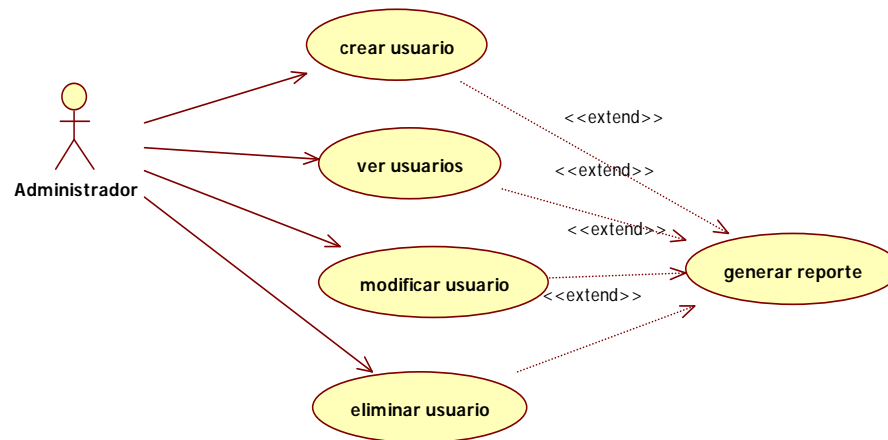 crear usuario
<<extend>>
ver usuarios
<<extend>>
Administrador
<<extend>>
generar reporte
modificar usuario
<<extend>>
eliminar usuario